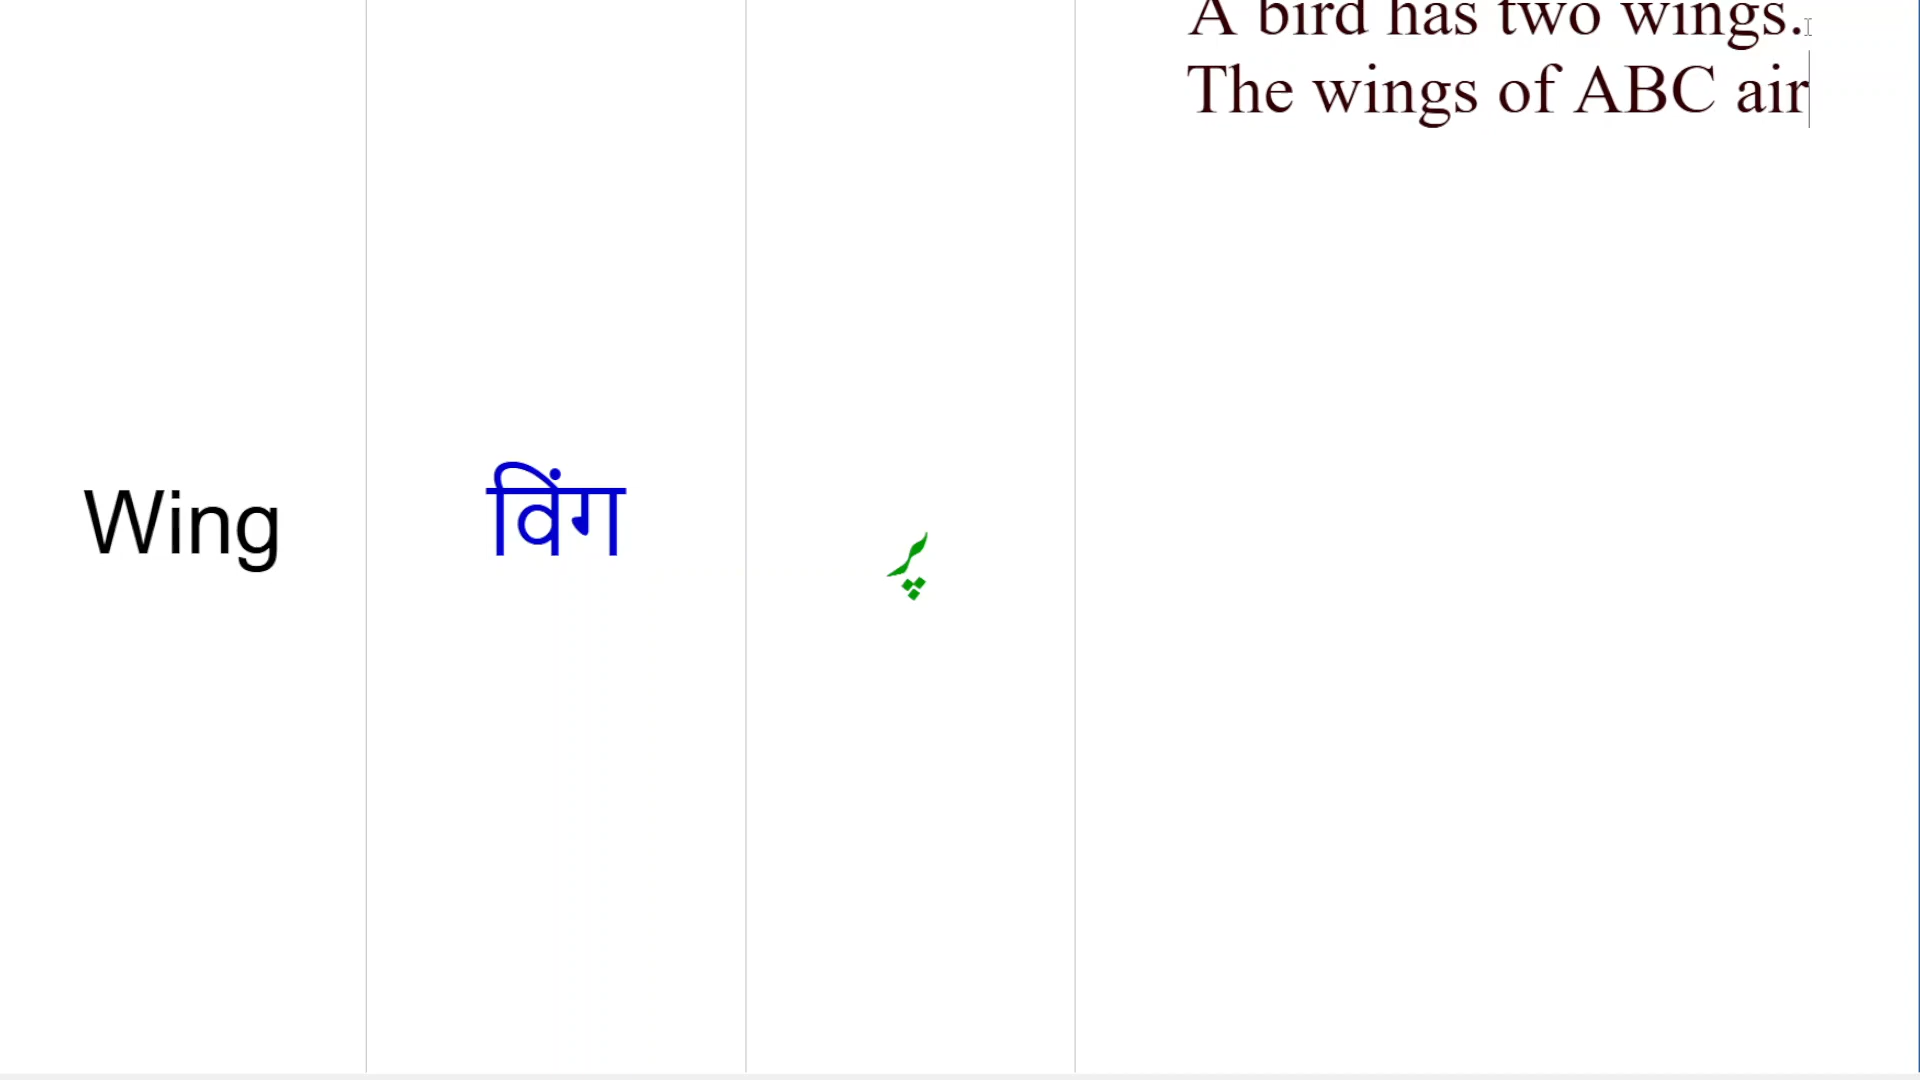 A bird has two wings.
The wings of ABC air
Wing
विंग
پر